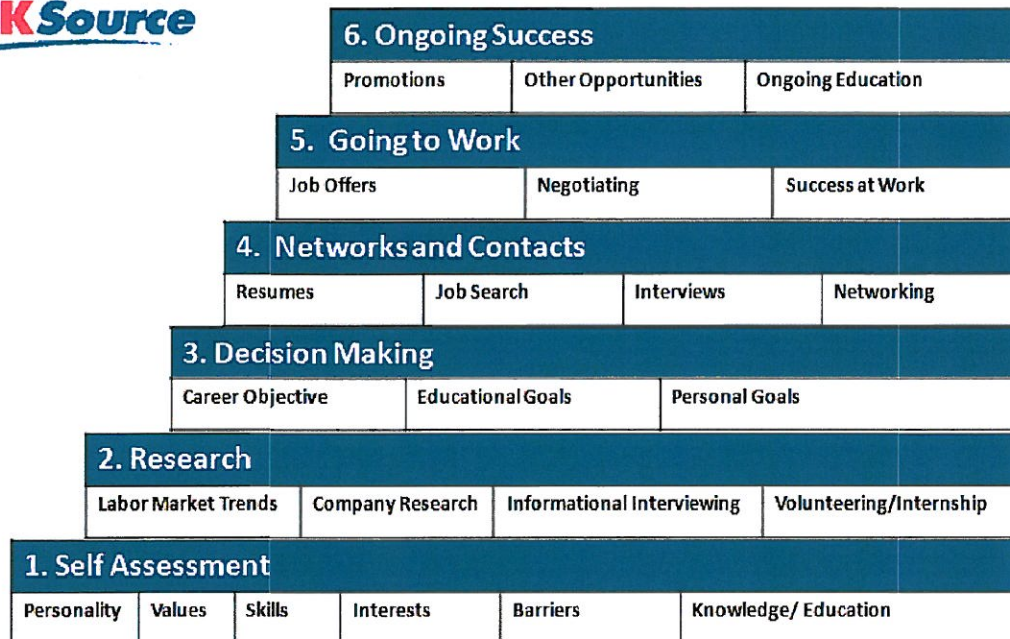 KSource
6. Ongoing Success
Promotions Other Opportunities Ongoing Education
5. Going to Work
Job Offers Negotiating Success at Work
4. Networks and Contacts
Resumes Job Search Interviews Networking
3. Decision Making
Career Objective Educational Goals Personal Goals
2. Research
Labor Market Trends Company Research Informational Interviewing Volunteering/Internship
1. Self Assessment
Personality Values Skills Interests Barriers Knowledge/ Education